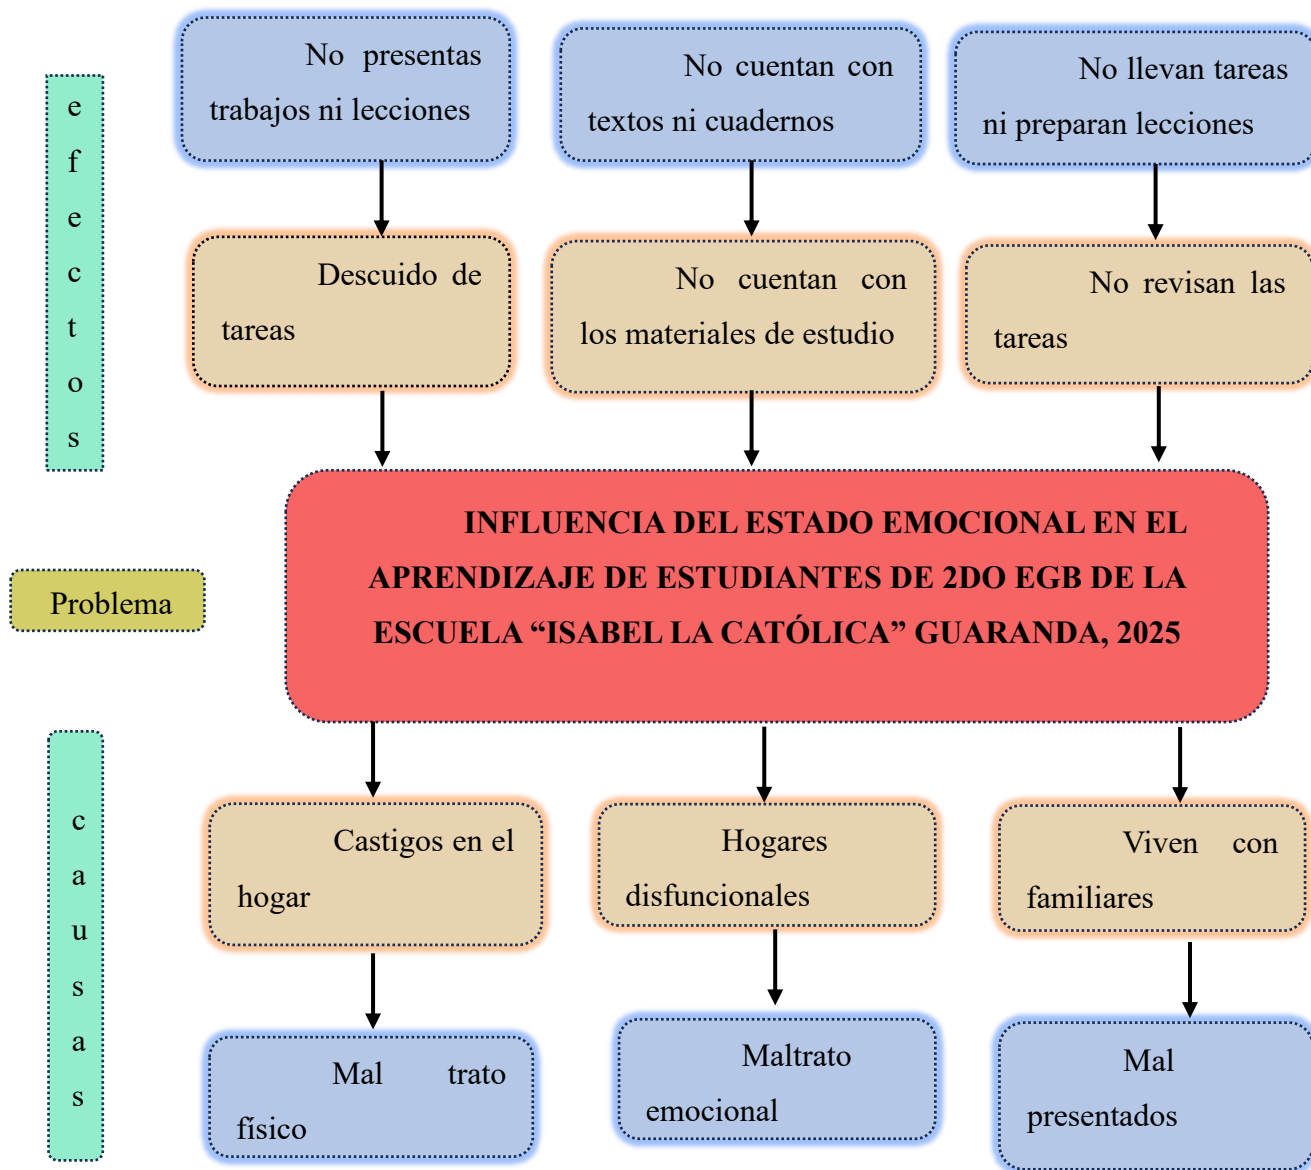 efectos
No presentas
trabajos ni lecciones
No cuentan con
textos ni cuadernos
No llevan tareas
ni preparan lecciones
Descuido de
tareas
No cuentan con
los materiales de estudio
No revisan las
tareas
Problema
INFLUENCIA DEL ESTADO EMOCIONAL EN EL
APRENDIZAJE DE ESTUDIANTES DE 2DO EGB DE LA
ESCUELA “ISABEL LA CATÓLICA” GUARANDA, 2025
causas
Castigos en el
hogar
Hogares
disfuncionales
Viven con
familiares
Mal trato
físico
Maltrato
emocional
Mal
presentados